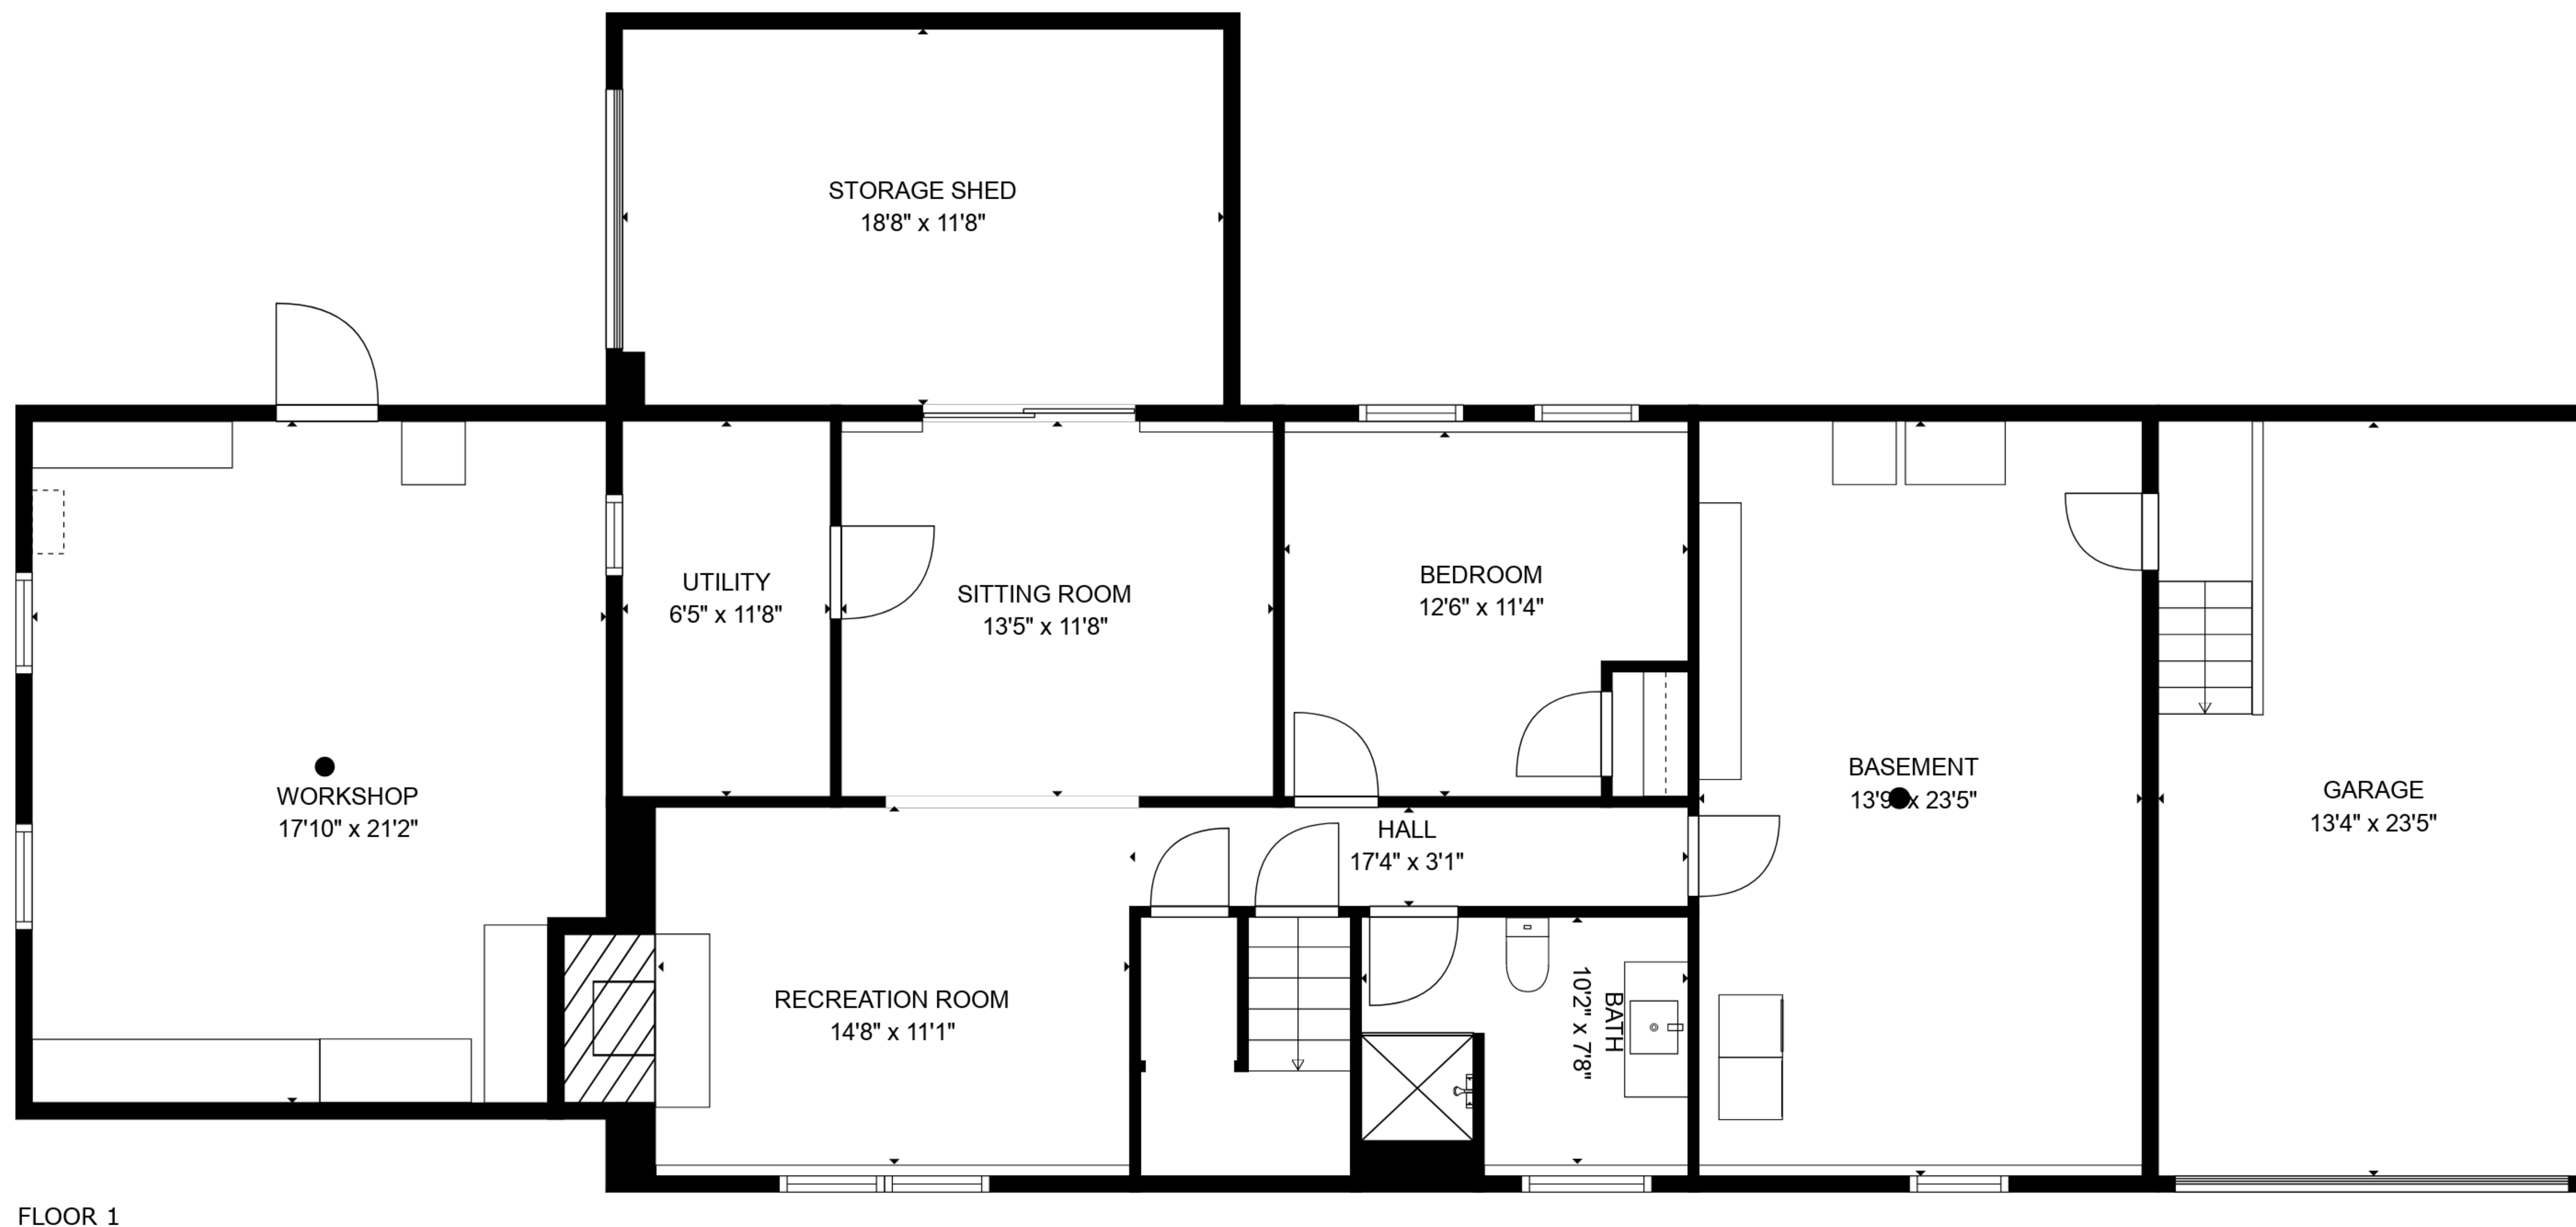 STORAGE SHED
18'8" x 11'8"
UTILITY
6'5" x 11'8"
SITTING ROOM
13'5" x 11'8"
BEDROOM
12'6" x 11'4"
WORKSHOP
17'10" x 21'2"
HALL
17'4" x 3'1"
BASEMENT
13'9" x 23'5"
GARAGE
13'4" x 23'5"
RECREATION ROOM
14'8" x 11'1"
BATH
10'2" x 7'8"
FLOOR 1